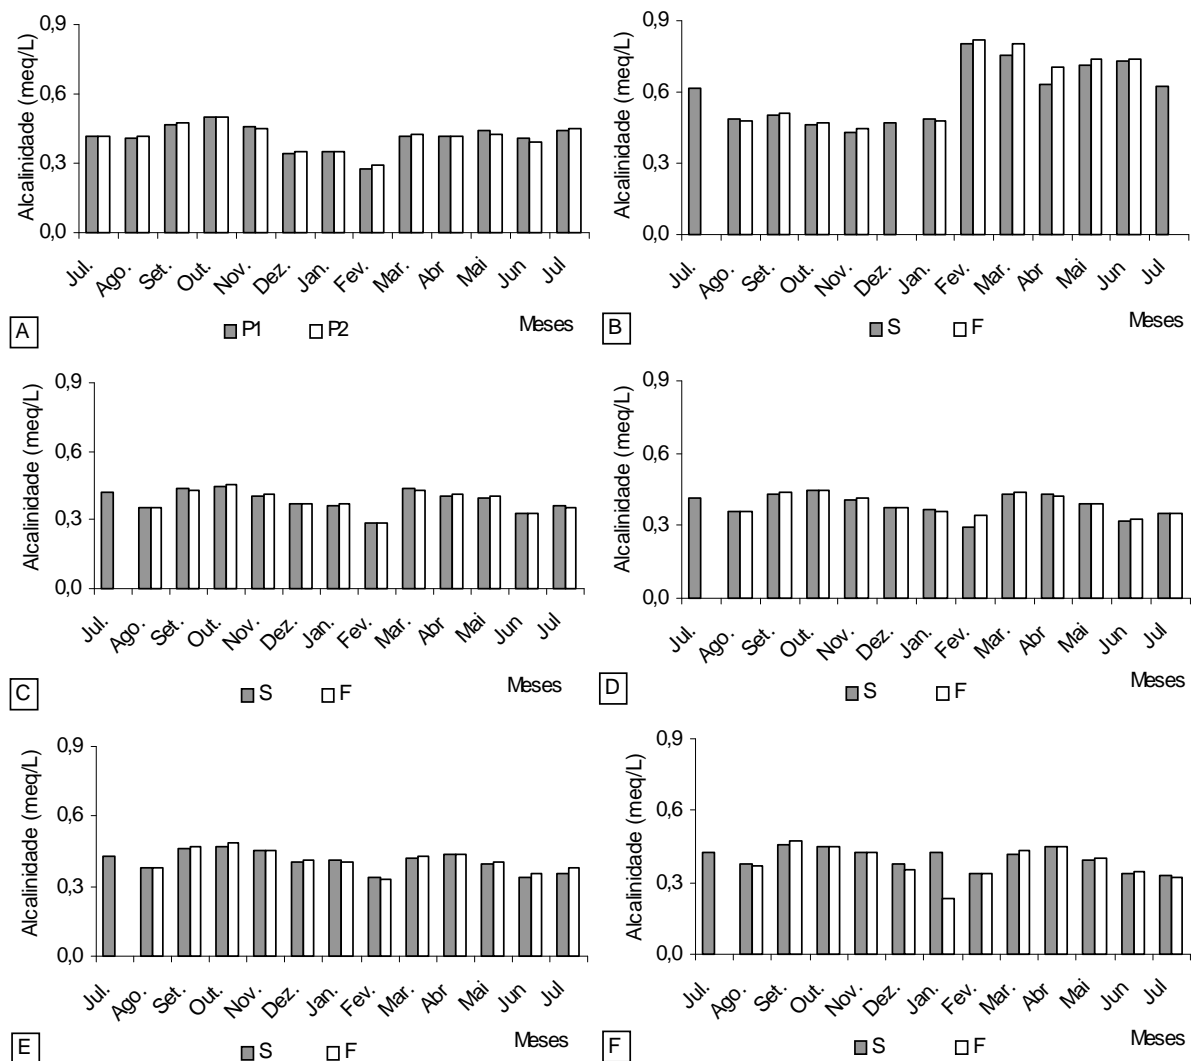 Alcalinidade (meq/L)
0,9
0,6
0,3
0,0
Jul. Ago. Set. Out. Nov. Dez. Jan. Fev. Mar. Abr Mai Jun Jul
Meses
P1 P2
A
Alcalinidade (meq/L)
0,9
0,6
0,3
0,0
Jul. Ago. Set. Out. Nov. Dez. Jan. Fev. Mar. Abr Mai Jun Jul
Meses
S F
B
Alcalinidade (meq/L)
0,9
0,6
0,3
0,0
Jul. Ago. Set. Out. Nov. Dez. Jan. Fev. Mar. Abr Mai Jun Jul
Meses
S F
C
Alcalinidade (meq/L)
0,9
0,6
0,3
0,0
Jul. Ago. Set. Out. Nov. Dez. Jan. Fev. Mar. Abr Mai Jun Jul
Meses
S F
D
Alcalinidade (meq/L)
0,9
0,6
0,3
0,0
Jul. Ago. Set. Out. Nov. Dez. Jan. Fev. Mar. Abr Mai Jun Jul
Meses
S F
E
Alcalinidade (meq/L)
0,9
0,6
0,3
0,0
Jul. Ago. Set. Out. Nov. Dez. Jan. Fev. Mar. Abr Mai Jun Jul
Meses
S F
F